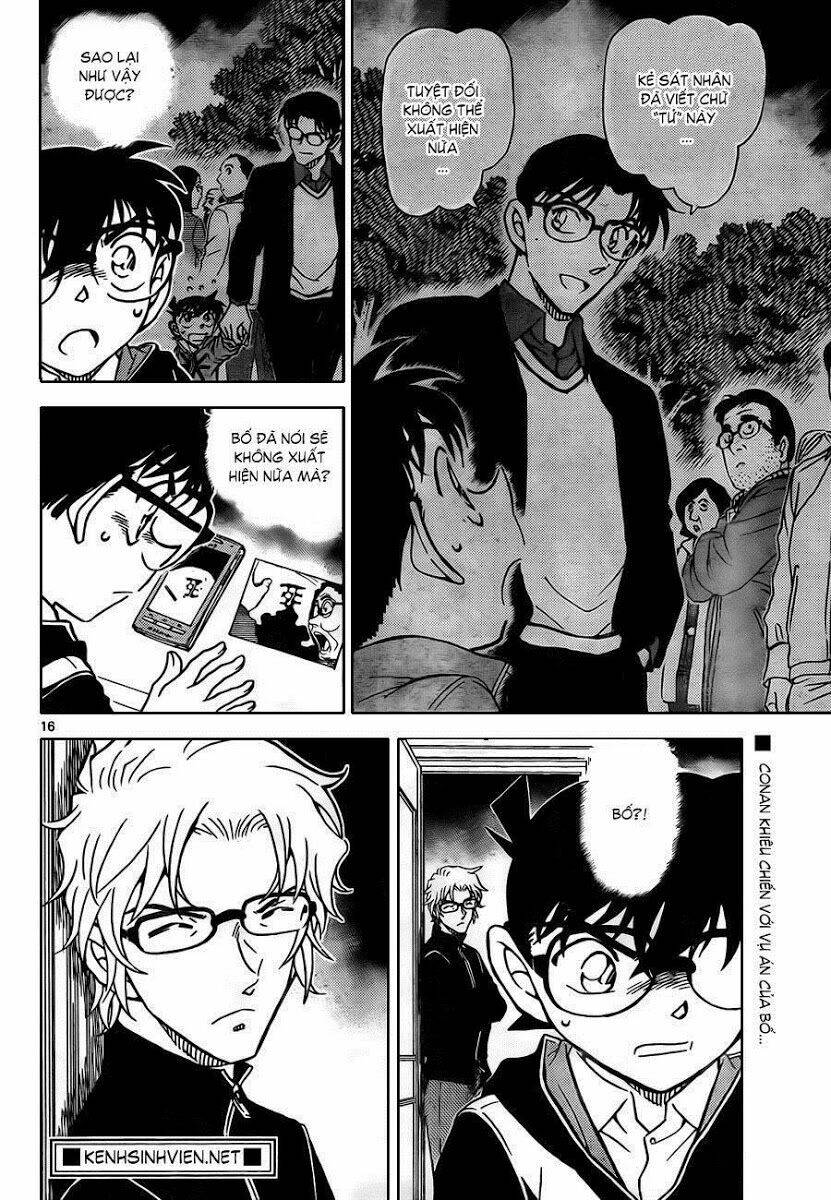 KẺ SÁT NHÂN
ĐÃ VIẾT CHỮ
"TỬ" NÀY
...
TUYỆT ĐỐI
KHÔNG THỂ
XUẤT HIỆN
NỮA
...
SAO LẠI
NHƯ VẬY
ĐƯỢC?
BỐ ĐÃ NÓI SẼ
KHÔNG XUẤT
HIỆN NỮA MÀ?
死
死
16
BỐ?!
CONAN KHIÊU CHIẾN VỚI VỤ ÁN CỦA BỐ...
KENHSINHVIEN.NET